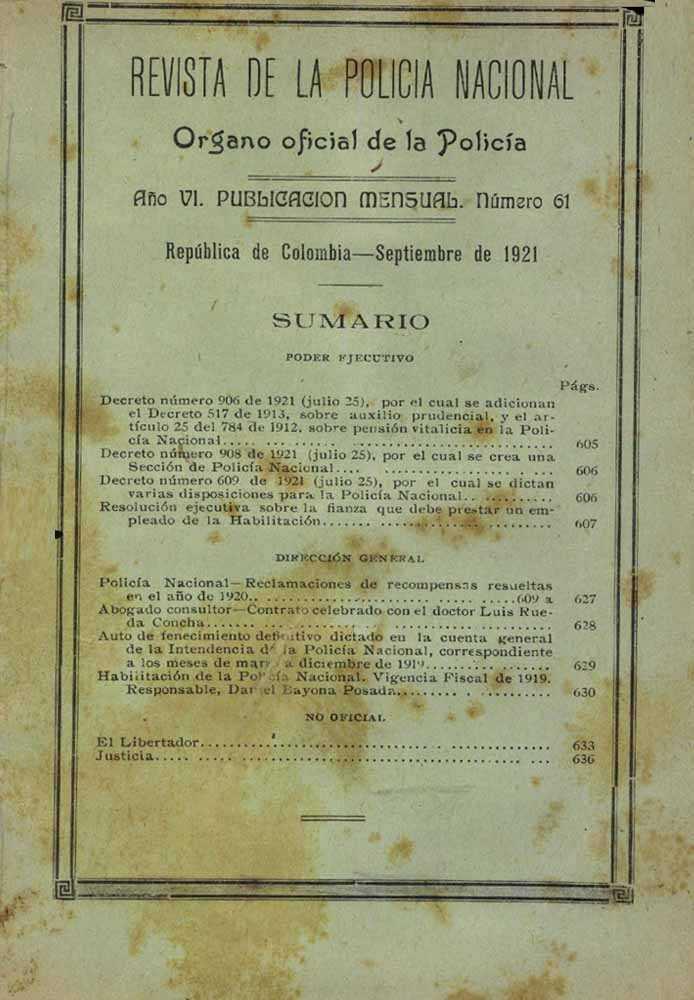 REVISTA DE LA POLICIA NACIONAL
Organo oficial de la Policía
Año VI. PUBLICACION MENSUAL. Número 61
República de Colombia—Septiembre de 1921
SUMARIO
PODER EJECUTIVO
Págs.
Decreto número 906 de 1921 (julio 25), por el cual se adicionan
el Decreto 517 de 1913, sobre auxilio prudencial, y el ar-
tículo 25 del 784 de 1912, sobre pensión vitalicia en la Poli-
cía Nacional..... 605
Decreto número 908 de 1921 (julio 25), por el cual se crea una
Sección de Policía Nacional.... 606
Decreto número 609 de 1921 (julio 25), por el cual se dictan
varias disposiciones para la Policía Nacional.. 606
Resolución ejecutiva sobre la fianza que debe prestar un em-
pleado de la Habilitación....... 607
DIRECCIÓN GENERAL
Policía Nacional—Reclamaciones de recompensas resueltas
en el año de 1920.. 609 a 627
Abogado consultor—Contrato celebrado con el doctor Luis Rue-
da Concha....... 628
Auto de fenecimiento definitivo dictado en la cuenta general
de la Intendencia de la Policía Nacional, correspondiente
a los meses de marzo a diciembre de 1919......... 629
Habilitación de la Policía Nacional. Vigencia Fiscal de 1919.
Responsable, Daniel Bayona Posada......... 630
NO OFICIAL
El Libertador.......... 633
Justicia..... 636